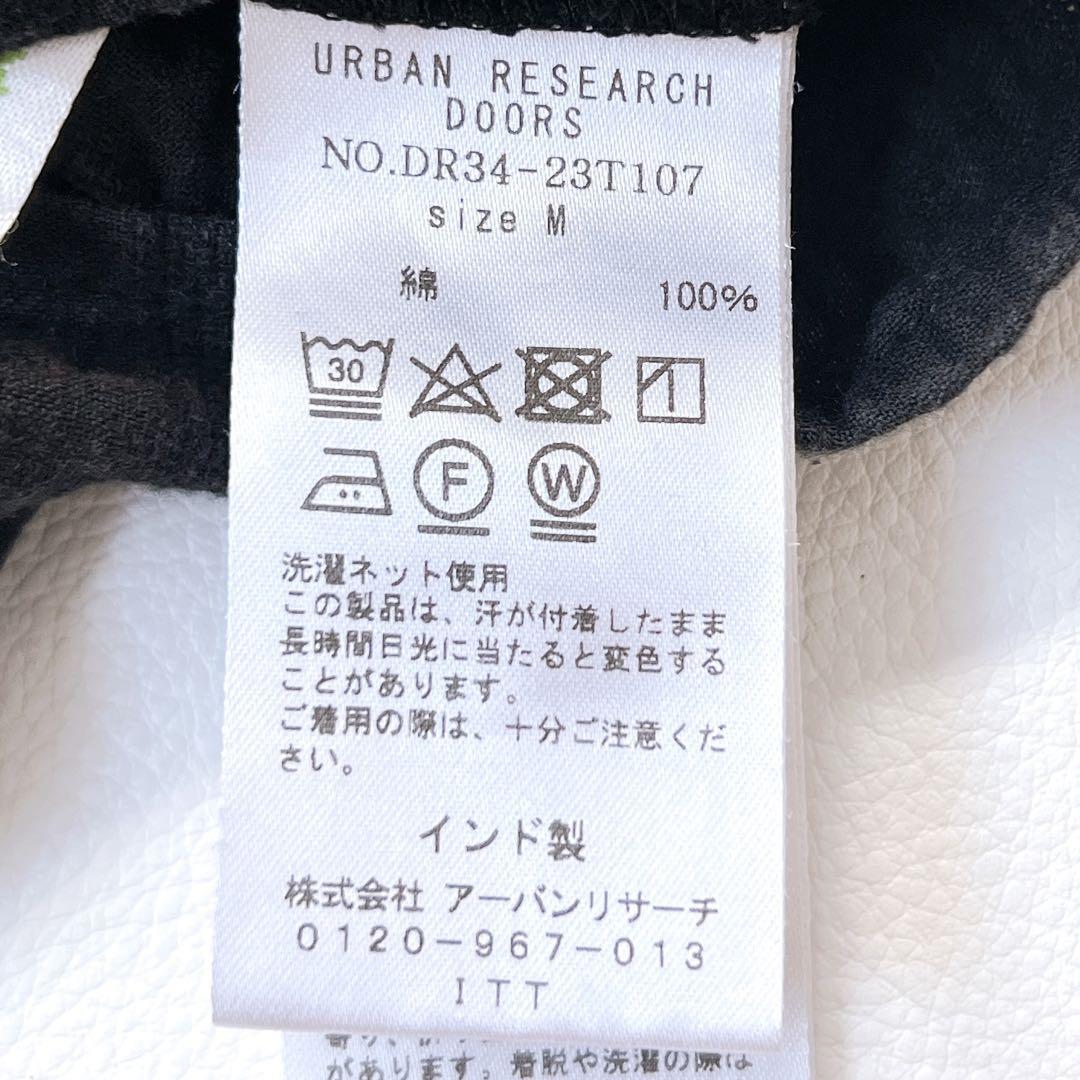 URBAN RESEARCH
DOORS
NO.DR34-23T107
size M
綿 100%
30
F W
洗濯ネット使用
この製品は、汗が付着したまま
長時間日光に当たると変色する
ことがあります。
ご着用の際は、十分ご注意くだ
さい。
インド製
株式会社 アーバンリサーチ
0120-967-013
ITT
があります。着脱や洗濯の際は